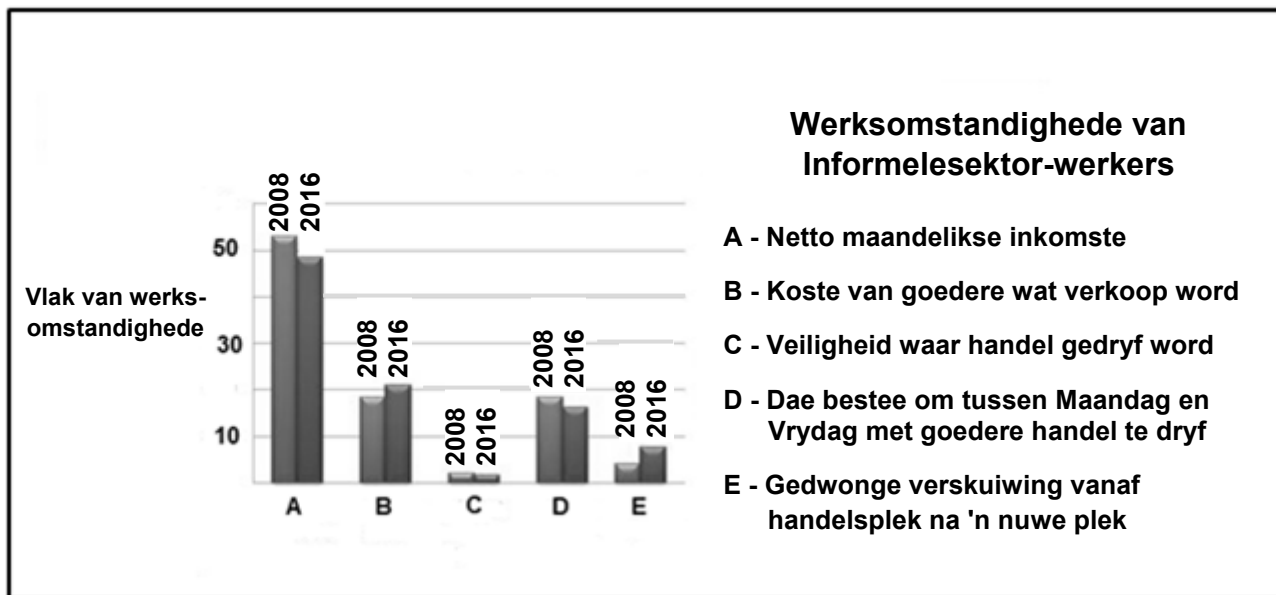 Werksomstandighede van
Informelesektor-werkers
Vlak van werks-
omstandighede
50
30
10
2008
2016
2008
2016
2008
2016
2008
2016
2008
2016
A
B
C
D
E
A - Netto maandelikse inkomste
B - Koste van goedere wat verkoop word
C - Veiligheid waar handel gedryf word
D - Dae bestee om tussen Maandag en
Vrydag met goedere handel te dryf
E - Gedwonge verskuiwing vanaf
handelsplek na 'n nuwe plek